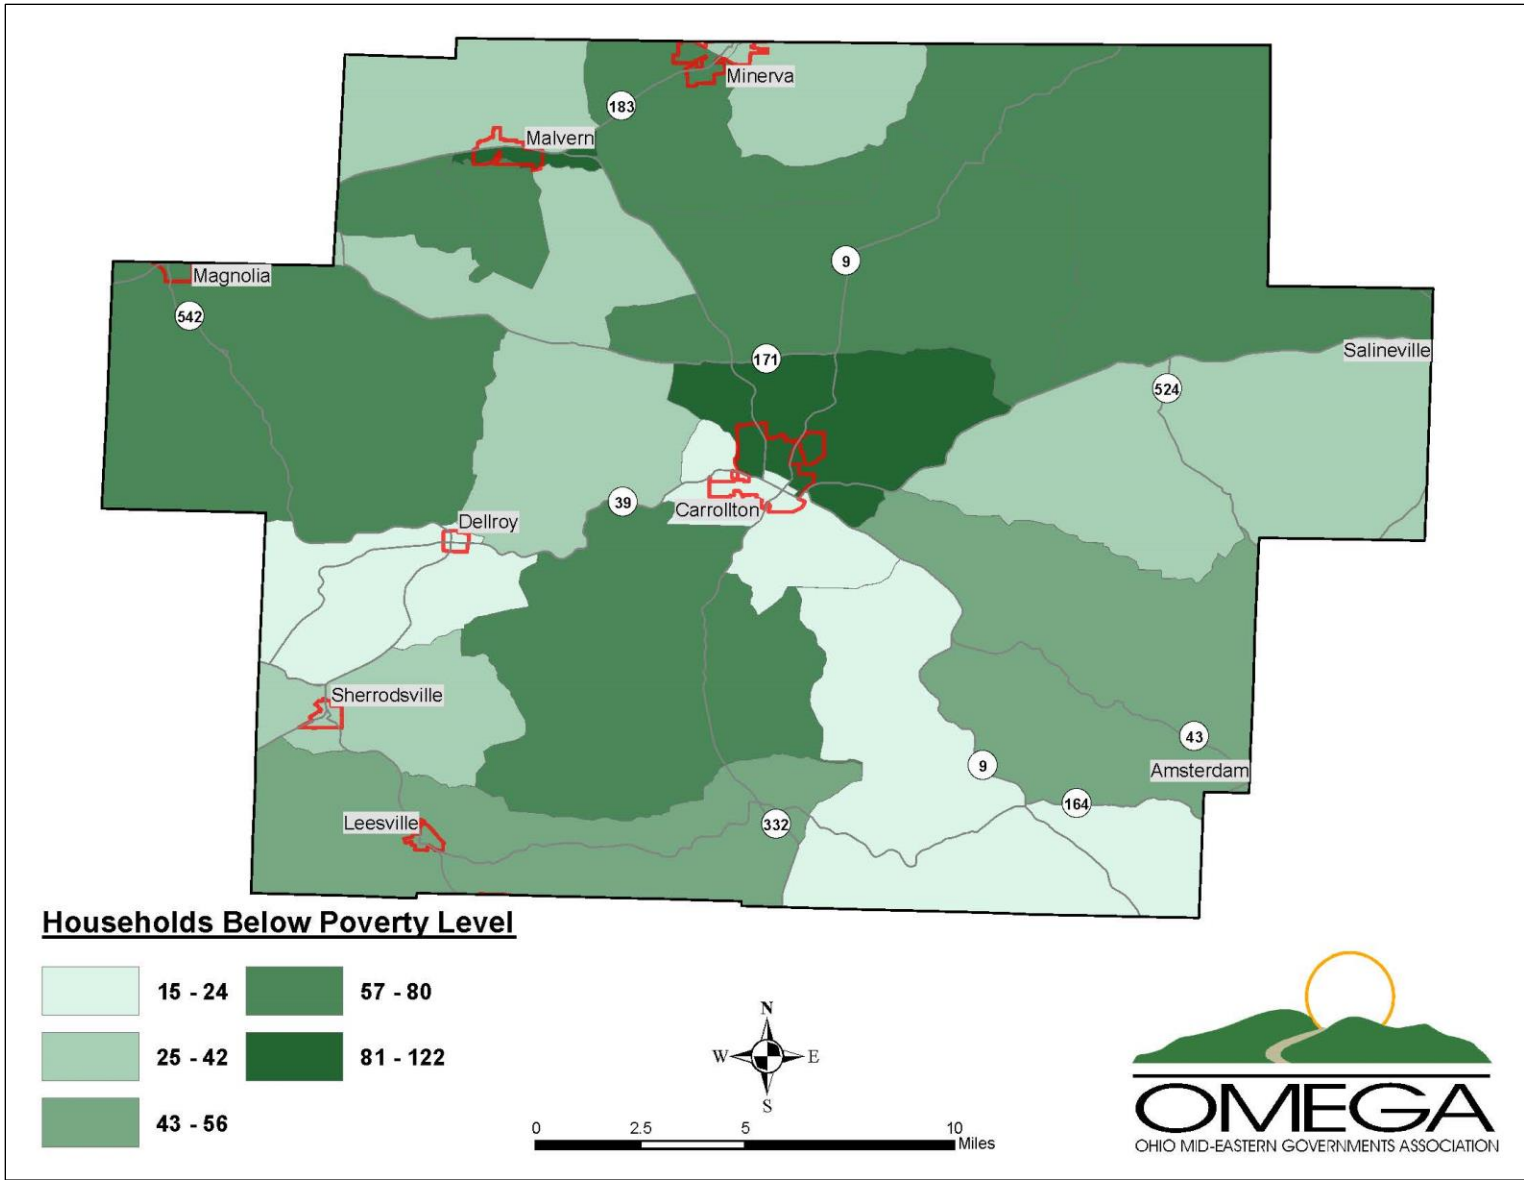 Minerva
183
Malvern
9
Magnolia
542
171
Salineville
524
39
Carrollton
Dellroy
Sherrodsville
43
9
Amsterdam
164
Leesville
332
Households Below Poverty Level
15 - 24
57 - 80
25 - 42
81 - 122
43 - 56
N
W E
S
0 2.5 5 10
Miles
OMEGA
OHIO MID-EASTERN GOVERNMENTS ASSOCIATION